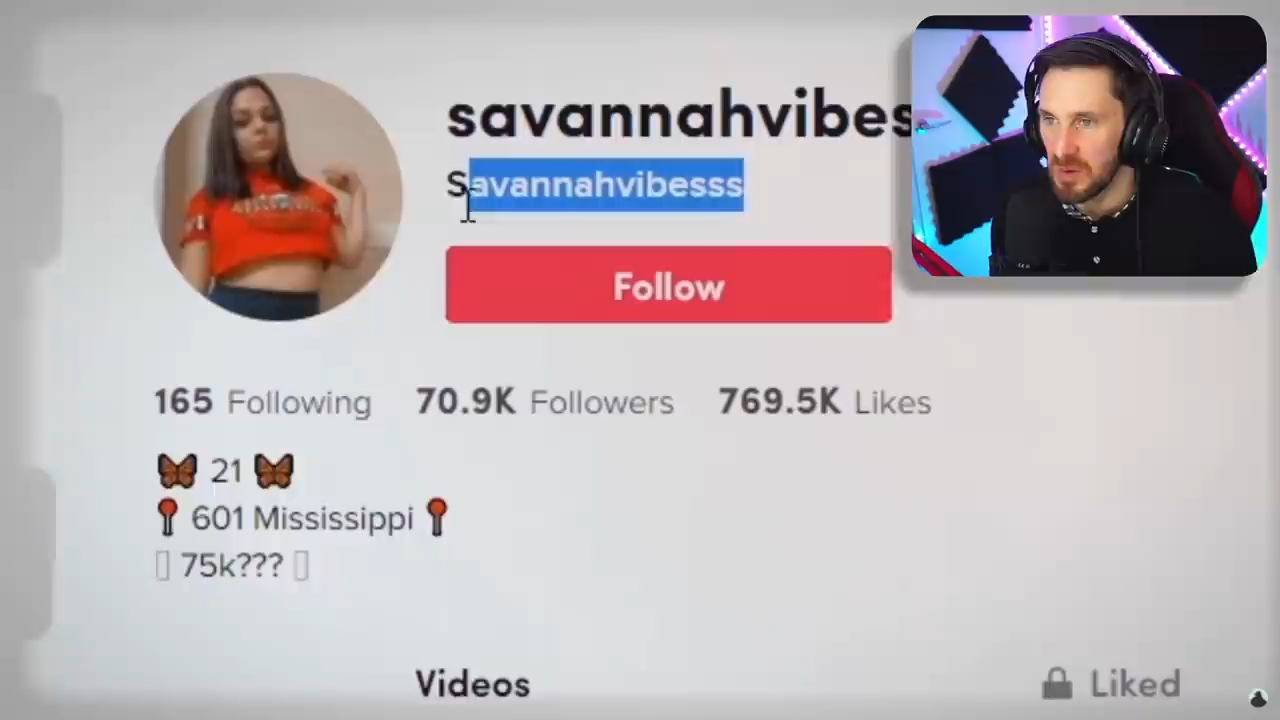 savannahvibes
Savannahvibesss
Follow
165 Following 70.9K Followers 769.5K Likes
21
601 Mississippi
75k???
Videos
Liked